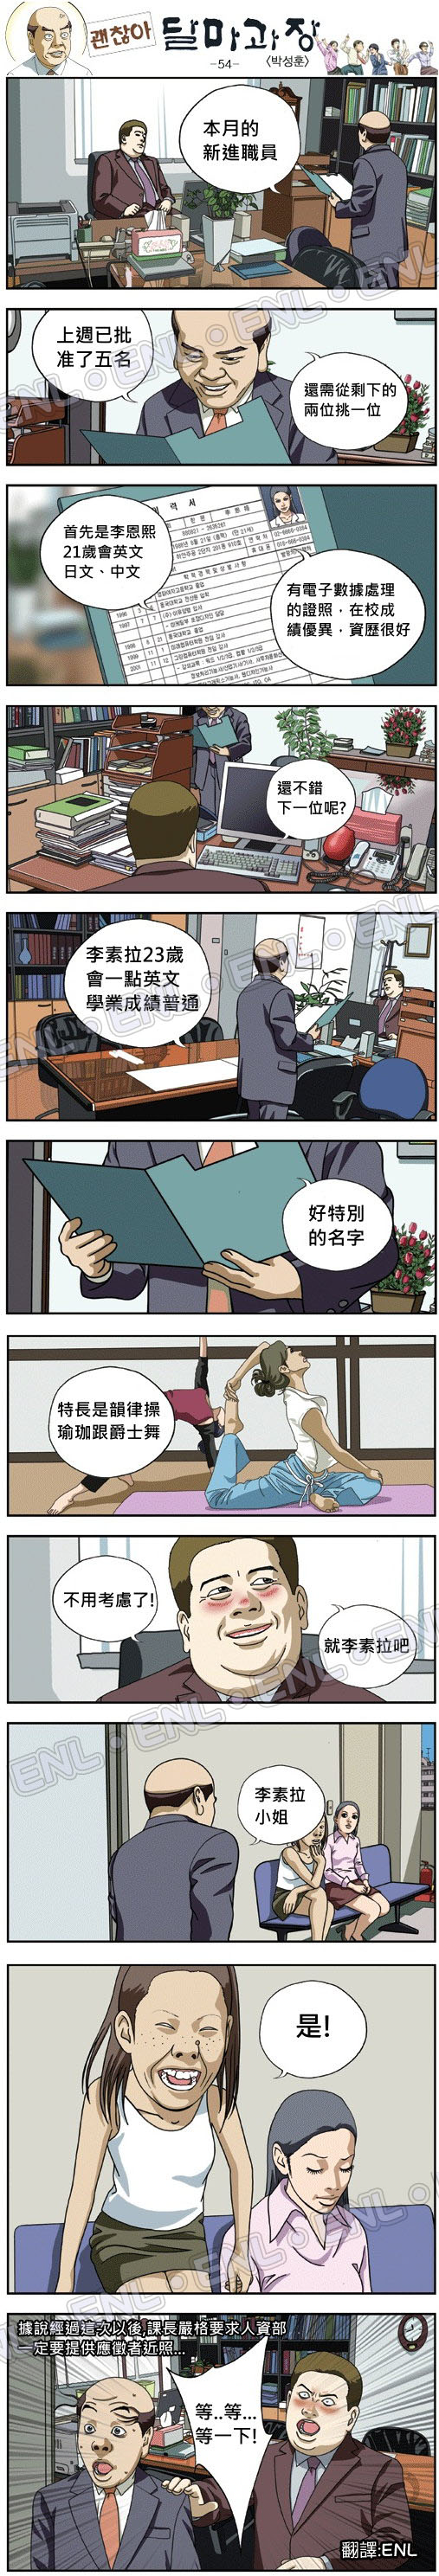 괜찮아
달마과장
-54-
<박성훈>
本月的
新進職員
上週已批
准了五名
還需從剩下的
兩位挑一位
首先是李恩熙
21歲會英文
日文、中文
有電子數據處理
的證照，在校成
績優異，資歷很好
還不錯
下一位呢?
李素拉23歲
會一點英文
學業成績普通
好特別
的名字
特長是韻律操
瑜珈跟爵士舞
不用考慮了!
就李素拉吧
李素拉
小姐
是!
據說經過這次以後,課長嚴格要求人資部
一定要提供應徵者近照...
等..等...
等一下!
翻譯:ENL